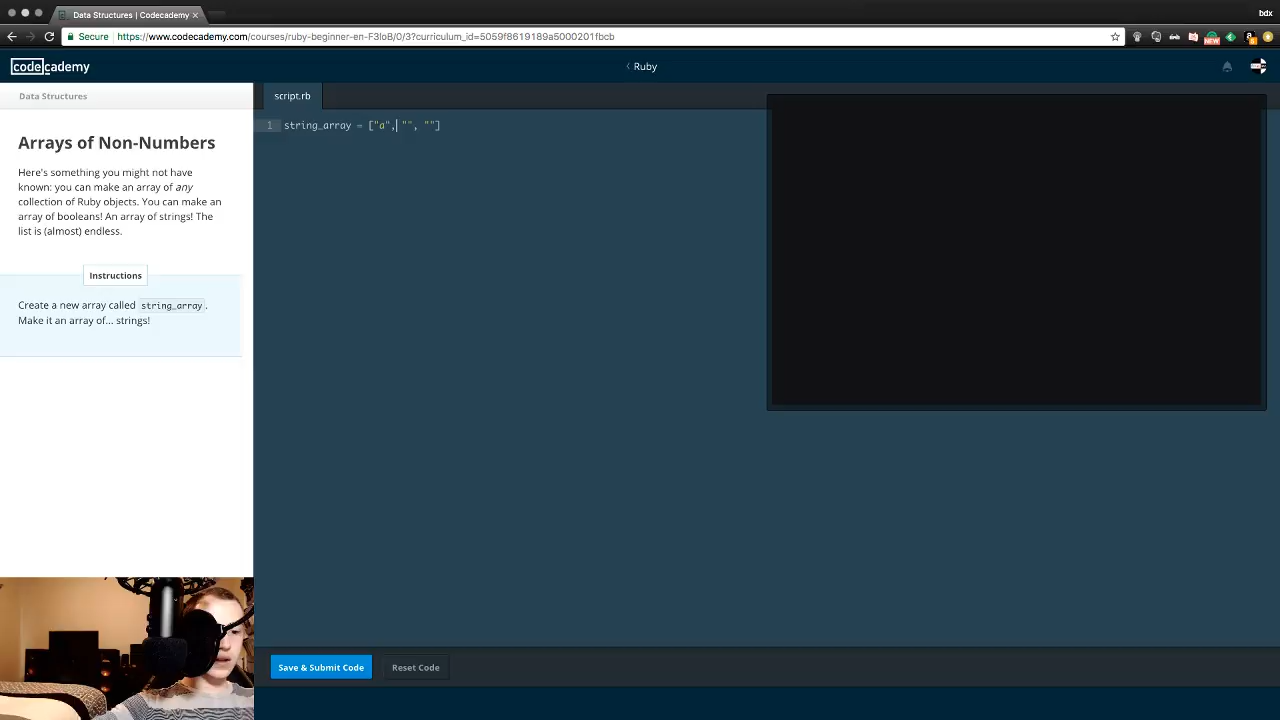 Data Structures | Codecademy ×
bdx
Secure https://www.codecademy.com/courses/ruby-beginner-en-F3loB/0/3?curriculum_id=5059f8619189a5000201fbcb
NEW
codecademy
Ruby
Data Structures
script.rb
Arrays of Non-Numbers
1 string_array = ["a", "", ""]
Here's something you might not have
known: you can make an array of any
collection of Ruby objects. You can make an
array of booleans! An array of strings! The
list is (almost) endless.
Instructions
Create a new array called string_array.
Make it an array of... strings!
Save & Submit Code
Reset Code